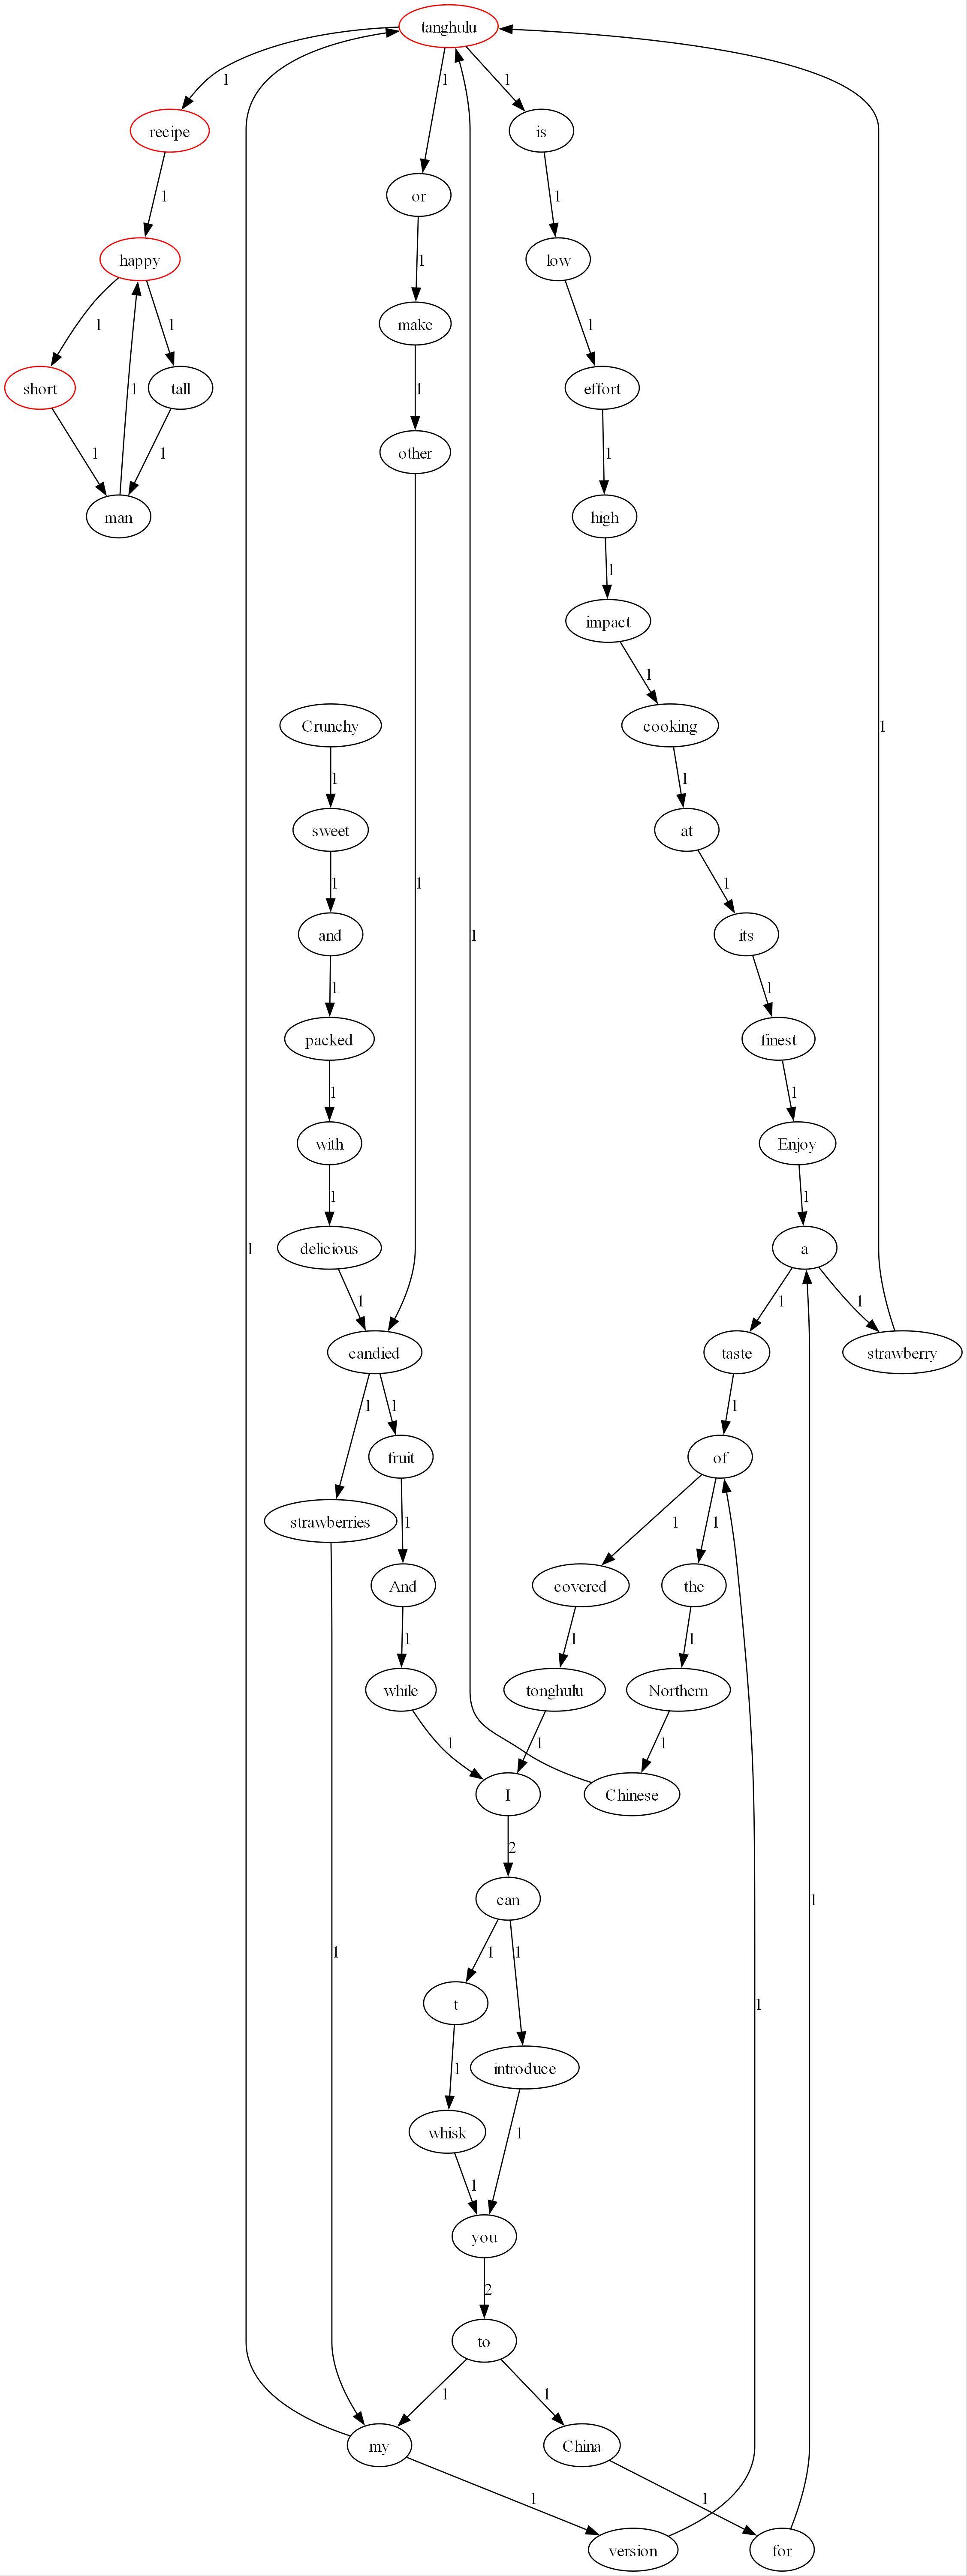 tanghulu
1
1
1
recipe
is
or
1
1
1
happy
low
1
make
1
1
1
1
short
tall
effort
1
other
1
1
1
man
high
1
impact
1
Crunchy
cooking
1
1
1
sweet
at
1
1
1
and
1
its
1
1
packed
finest
1
1
with
Enjoy
1
1
delicious
1
a
1
1
1
candied
taste
strawberry
1
1
1
fruit
of
strawberries
1
1
1
And
covered
the
1
1
1
while
tonghulu
Northern
1
1
1
I
Chinese
2
can
1
1
1
1
t
1
introduce
1
whisk
1
1
you
2
to
1
1
my
China
1
1
version
for